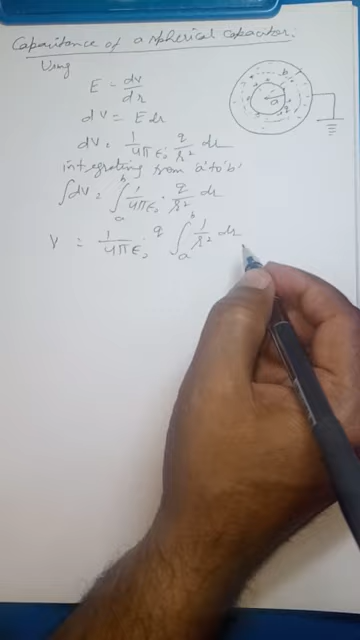 Capacitance of a spherical capacitor.
Using
E = dv/dr
dV = E dr
dV = 1/4πε₀ · q/r² dr
integrating from 'a' to 'b'
∫dV = ∫ₐᵇ 1/4πε₀ · q/r² dr
V = 1/4πε₀ · q ∫ₐᵇ 1/r² dr
b
a